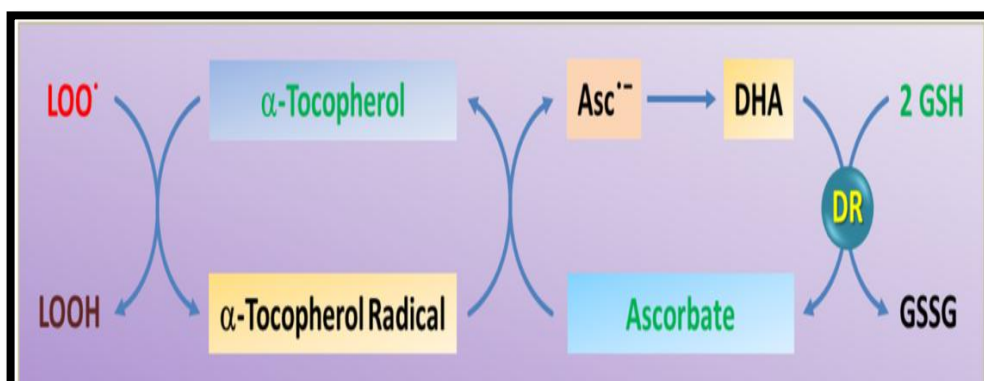 LOO˙ α-Tocopherol Asc˙⁻ DHA 2 GSH
DR
LOOH α-Tocopherol Radical Ascorbate GSSG